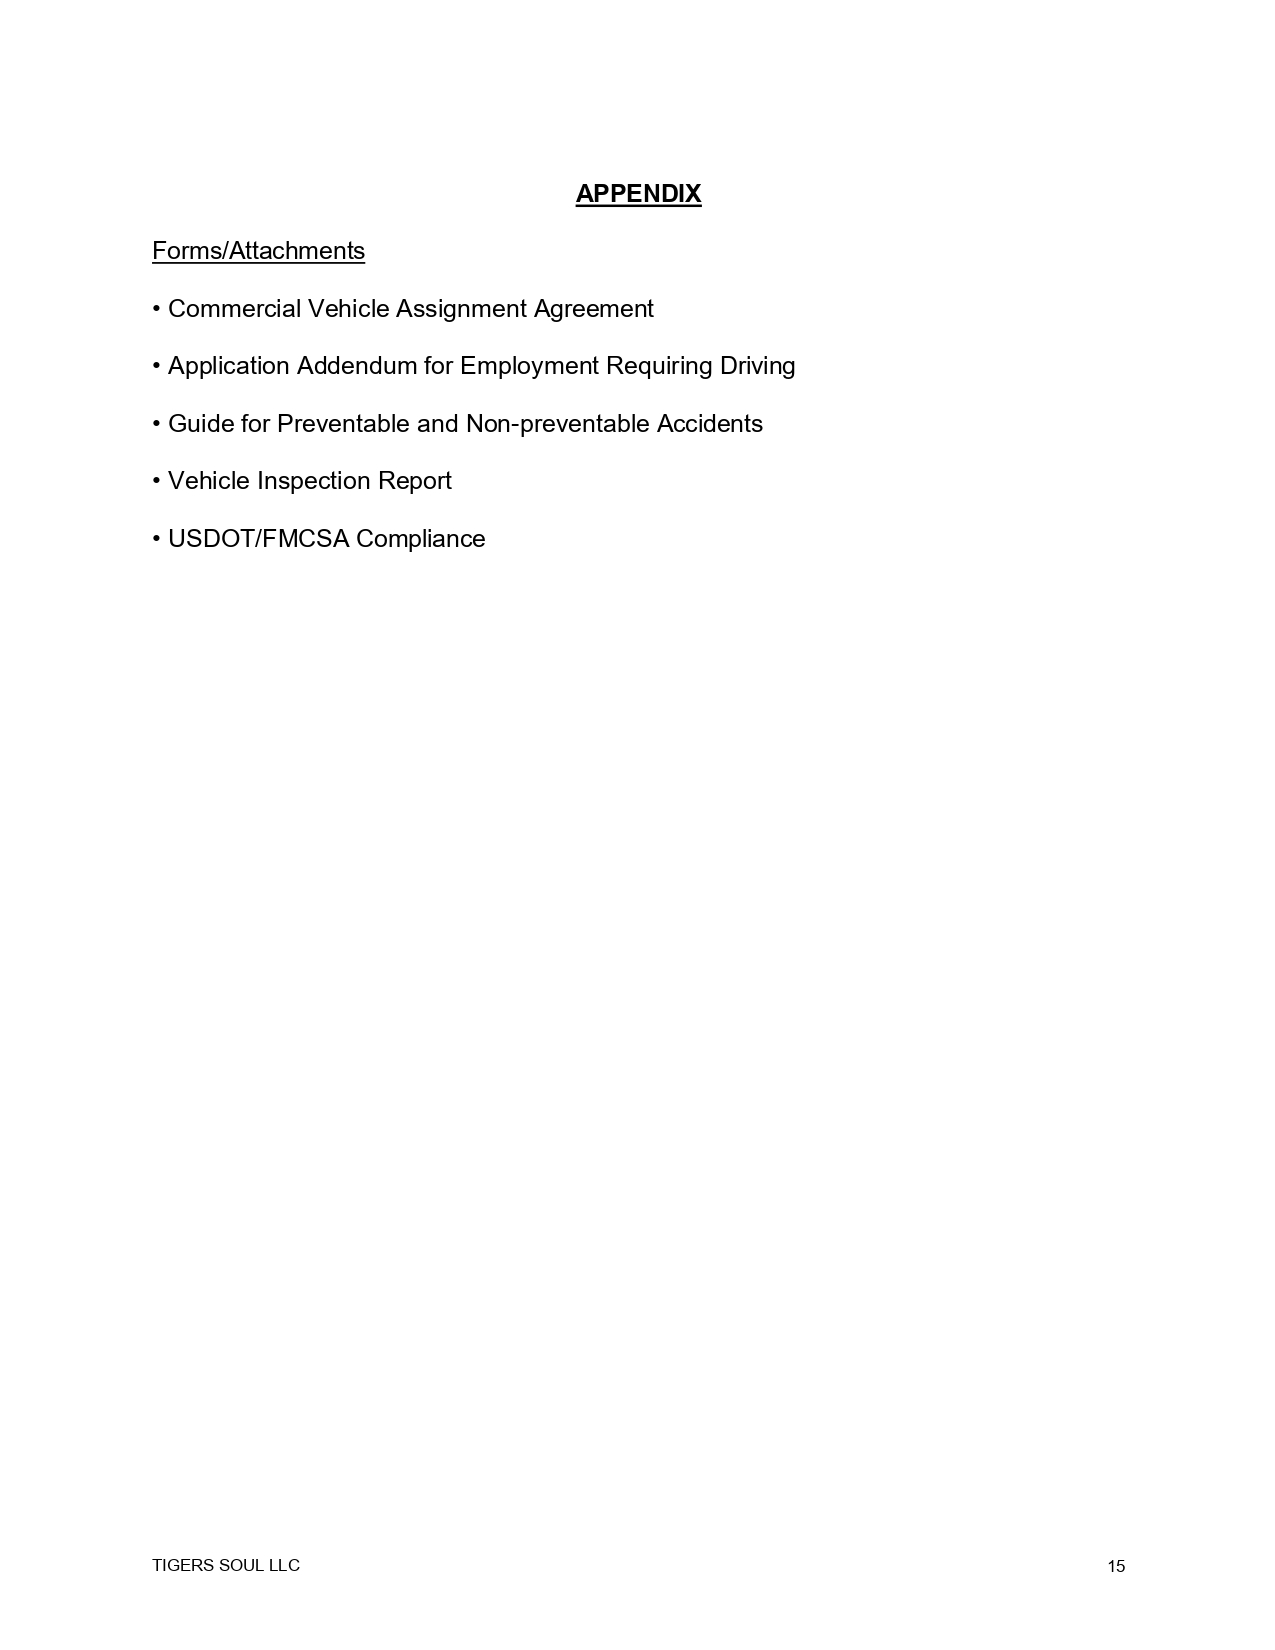 APPENDIX
Forms/Attachments
• Commercial Vehicle Assignment Agreement
• Application Addendum for Employment Requiring Driving
• Guide for Preventable and Non-preventable Accidents
• Vehicle Inspection Report
• USDOT/FMCSA Compliance
TIGERS SOUL LLC 15